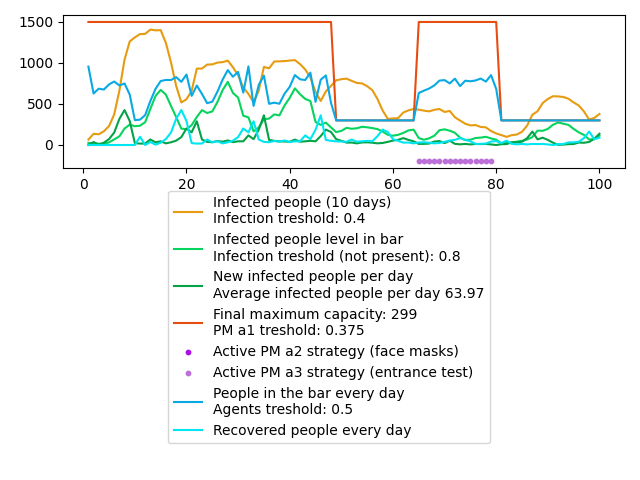 1500
1000
500
0
0 20 40 60 80 100
Infected people (10 days)
Infection treshold: 0.4
Infected people level in bar
Infection treshold (not present): 0.8
New infected people per day
Average infected people per day 63.97
Final maximum capacity: 299
PM a1 treshold: 0.375
Active PM a2 strategy (face masks)
Active PM a3 strategy (entrance test)
People in the bar every day
Agents treshold: 0.5
Recovered people every day